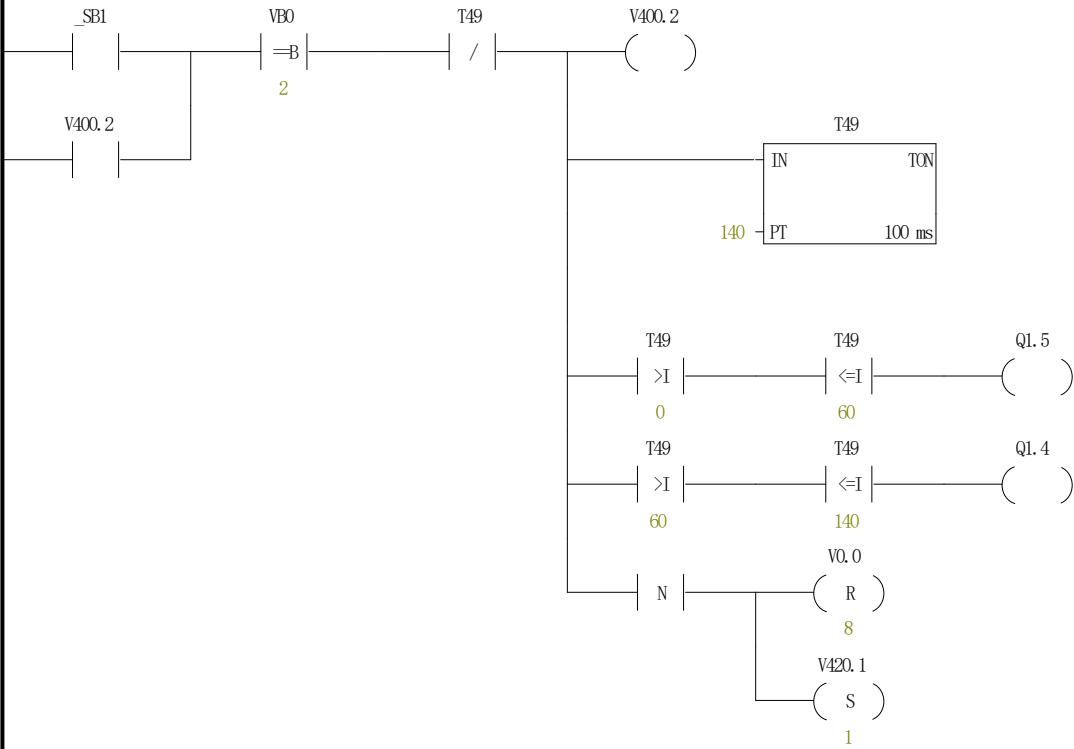 _SB1 VB0 T49 V400.2
==B /
2
V400.2 T49
IN TON
140 PT 100 ms
T49 T49 Q1.5
>I <=I
0 60
T49 T49 Q1.4
>I <=I
60 140
V0.0
N R
8
V420.1
S
1